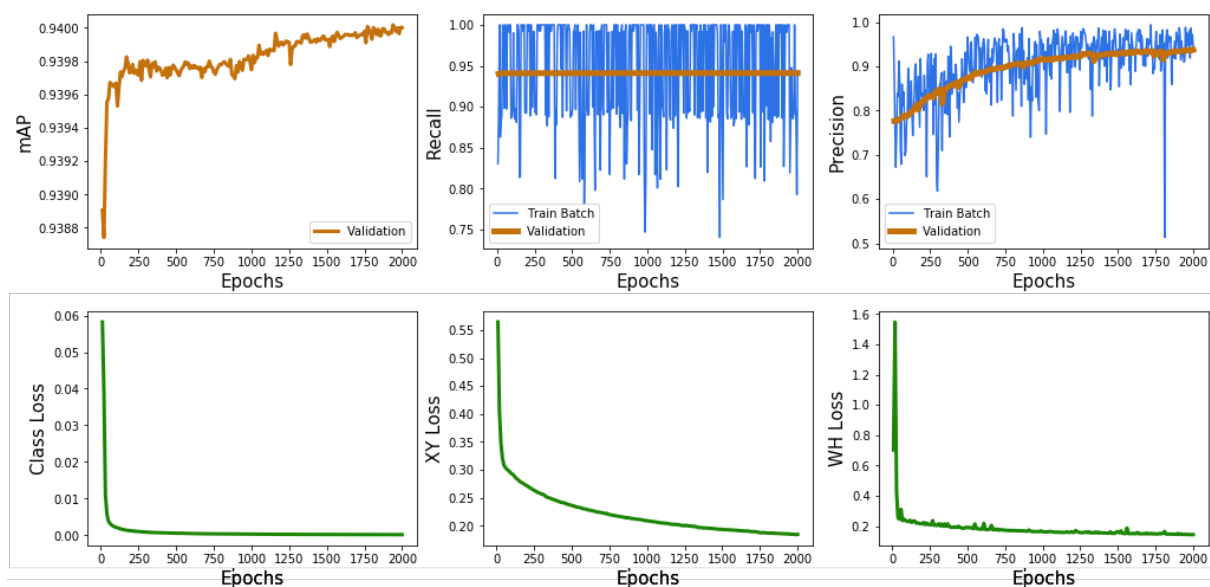 mAP
0.9400
0.9398
0.9396
0.9394
0.9392
0.9390
0.9388
Validation
0 250 500 750 1000 1250 1500 1750 2000
Epochs
Recall
1.00
0.95
0.90
0.85
0.80
0.75
Train Batch
Validation
0 250 500 750 1000 1250 1500 1750 2000
Epochs
Precision
1.0
0.9
0.8
0.7
0.6
0.5
Train Batch
Validation
0 250 500 750 1000 1250 1500 1750 2000
Epochs
Class Loss
0.06
0.05
0.04
0.03
0.02
0.01
0.00
0 250 500 750 1000 1250 1500 1750 2000
Epochs
XY Loss
0.55
0.50
0.45
0.40
0.35
0.30
0.25
0.20
0 250 500 750 1000 1250 1500 1750 2000
Epochs
WH Loss
1.6
1.4
1.2
1.0
0.8
0.6
0.4
0.2
0 250 500 750 1000 1250 1500 1750 2000
Epochs